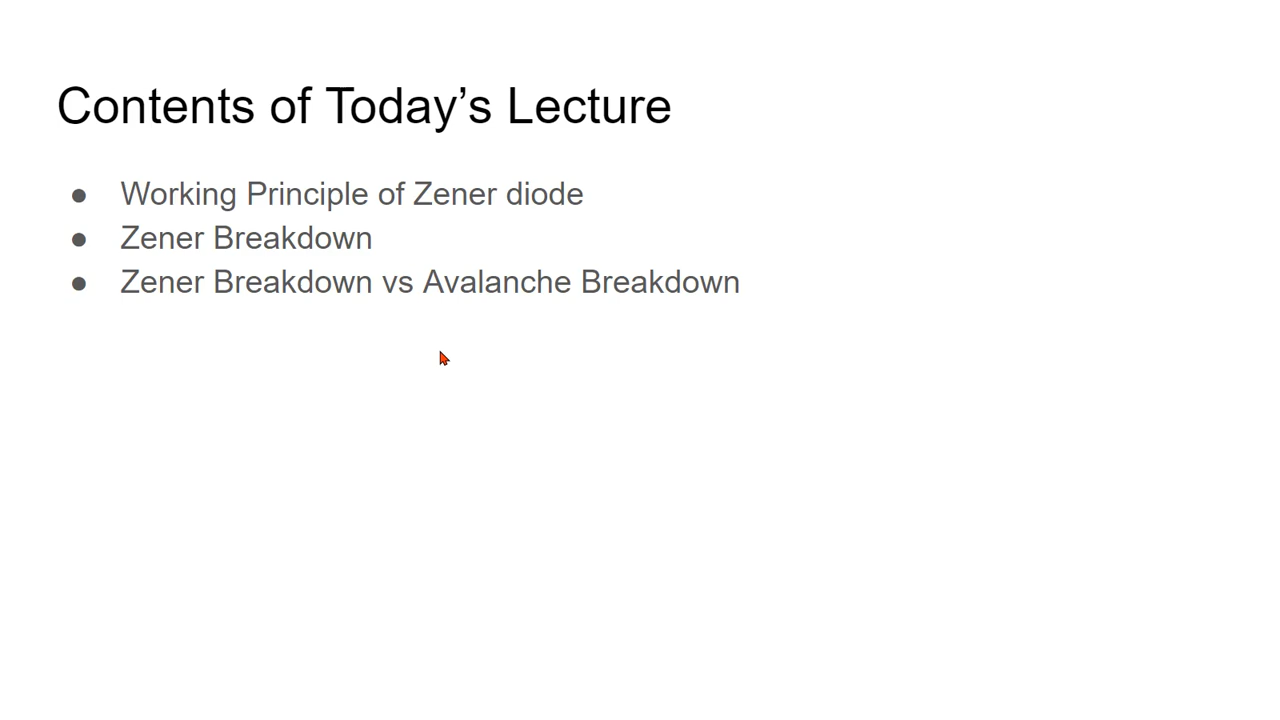 Contents of Today’s Lecture
● Working Principle of Zener diode
● Zener Breakdown
● Zener Breakdown vs Avalanche Breakdown